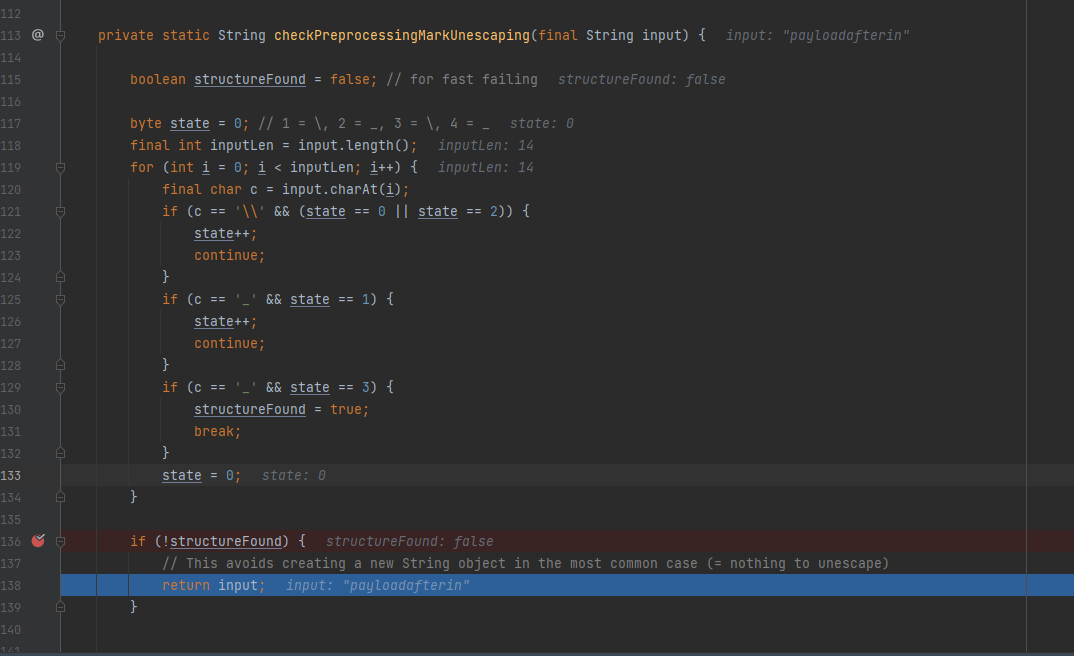 112
113 @ private static String checkPreprocessingMarkUnescaping(final String input) { input: "payloadafterin"
114
115 boolean structureFound = false; // for fast failing structureFound: false
116
117 byte state = 0; // 1 = \, 2 = _, 3 = \, 4 = _ state: 0
118 final int inputLen = input.length(); inputLen: 14
119 for (int i = 0; i < inputLen; i++) { inputLen: 14
120 final char c = input.charAt(i);
121 if (c == '\\' && (state == 0 || state == 2)) {
122 state++;
123 continue;
124 }
125 if (c == '_' && state == 1) {
126 state++;
127 continue;
128 }
129 if (c == '_' && state == 3) {
130 structureFound = true;
131 break;
132 }
133 state = 0; state: 0
134 }
135
136 if (!structureFound) { structureFound: false
137 // This avoids creating a new String object in the most common case (= nothing to unescape)
138 return input; input: "payloadafterin"
139 }
140
141